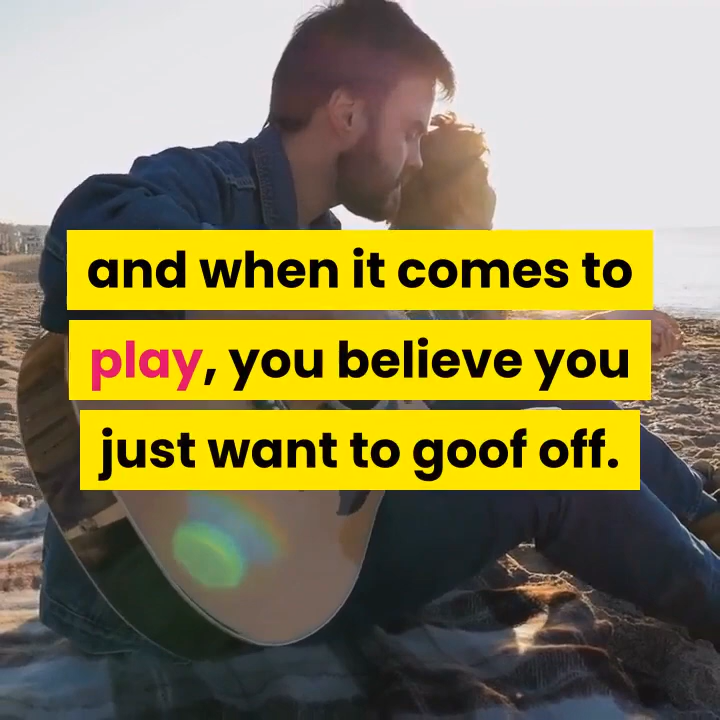 and when it comes to
play, you believe you
just want to goof off.